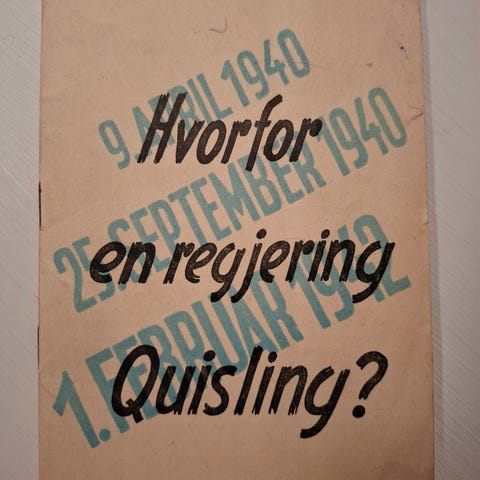 9. APRIL 1940
Hvorfor
25. SEPTEMBER 1940
en regjering
1. FEBRUAR 1942
Quisling?